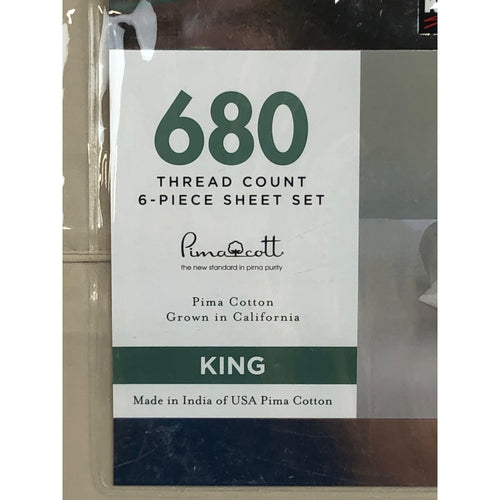 680
THREAD COUNT
6-PIECE SHEET SET
Pimacott
the new standard in pima purity
Pima Cotton
Grown in California
KING
Made in India of USA Pima Cotton